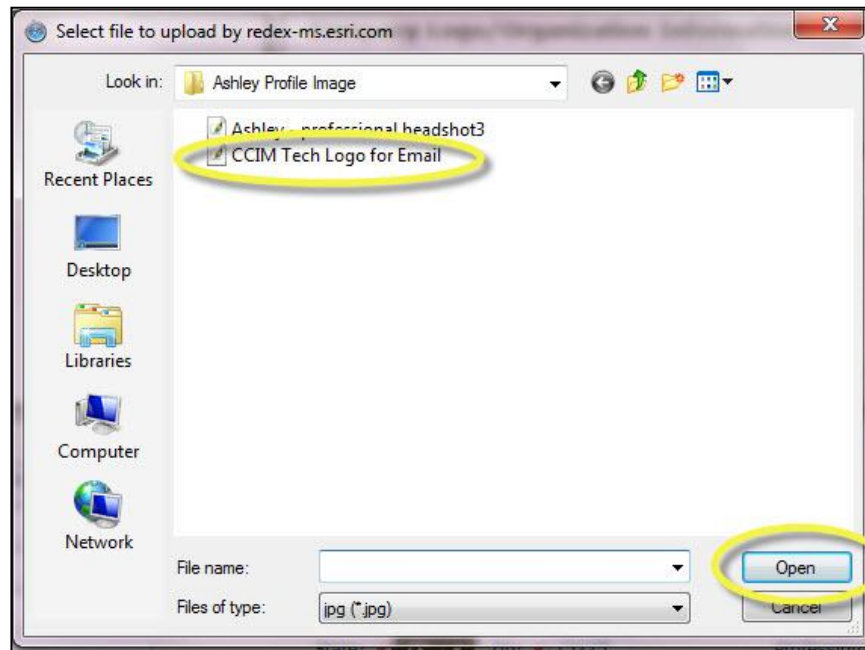 Select file to upload by redex-ms.esri.com
Look in: Ashley Profile Image
Ashley - professional headshot3
CCIM Tech Logo for Email
Recent Places
Desktop
Libraries
Computer
Network
File name: Open
Files of type: jpg (*.jpg) Cancel